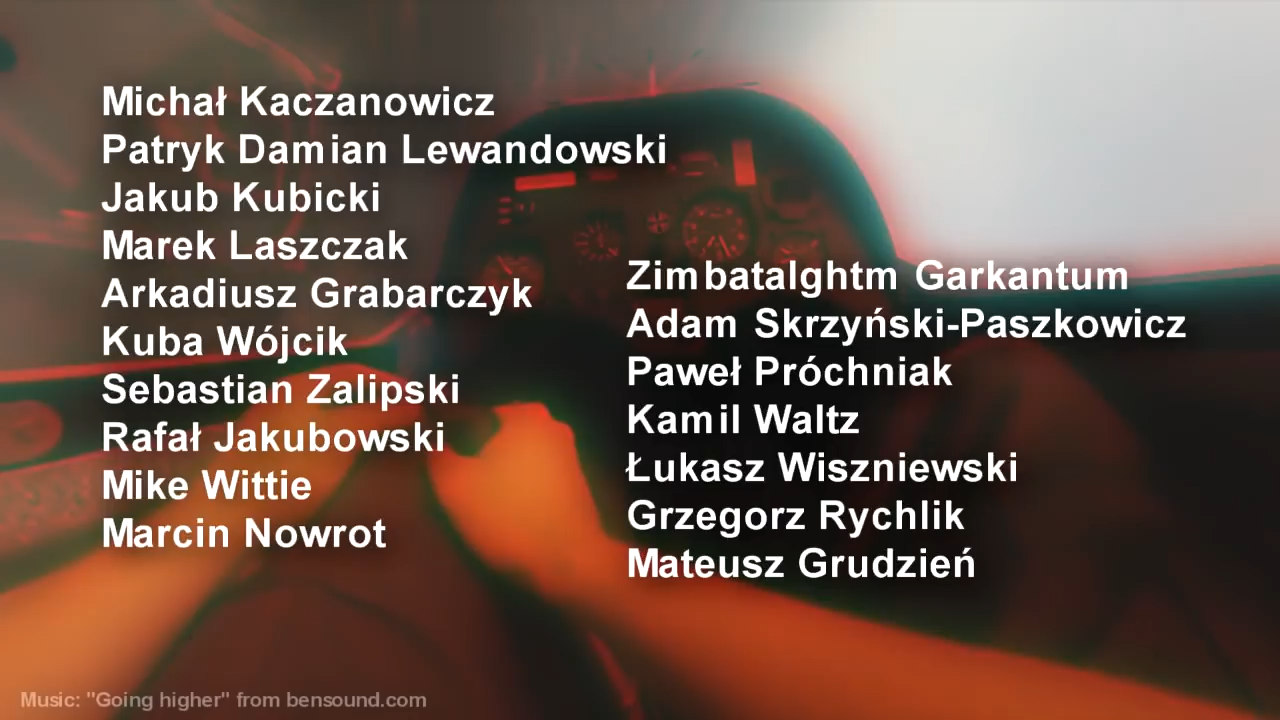 Michał Kaczanowicz
Patryk Damian Lewandowski
Jakub Kubicki
Marek Laszczak
Arkadiusz Grabarczyk
Kuba Wójcik
Sebastian Zalipski
Rafał Jakubowski
Mike Wittie
Marcin Nowrot
Zimbatalghtm Garkantum
Adam Skrzyński-Paszkowicz
Paweł Próchniak
Kamil Waltz
Łukasz Wiszniewski
Grzegorz Rychlik
Mateusz Grudzień
Music: "Going higher" from bensound.com